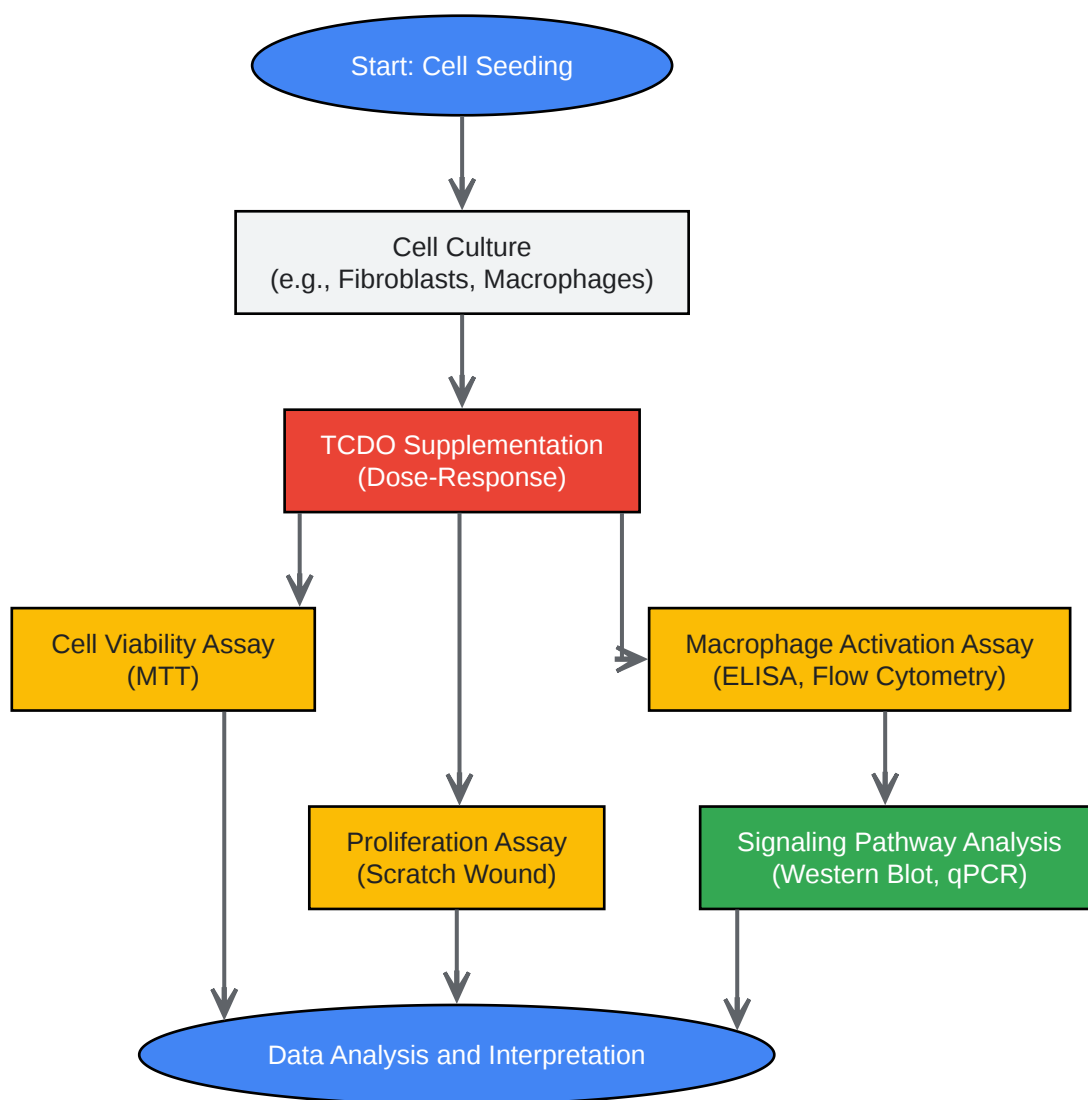 Start: Cell Seeding
Cell Culture
(e.g., Fibroblasts, Macrophages)
TCDO Supplementation
(Dose-Response)
Cell Viability Assay
(MTT)
Macrophage Activation Assay
(ELISA, Flow Cytometry)
Proliferation Assay
(Scratch Wound)
Signaling Pathway Analysis
(Western Blot, qPCR)
Data Analysis and Interpretation